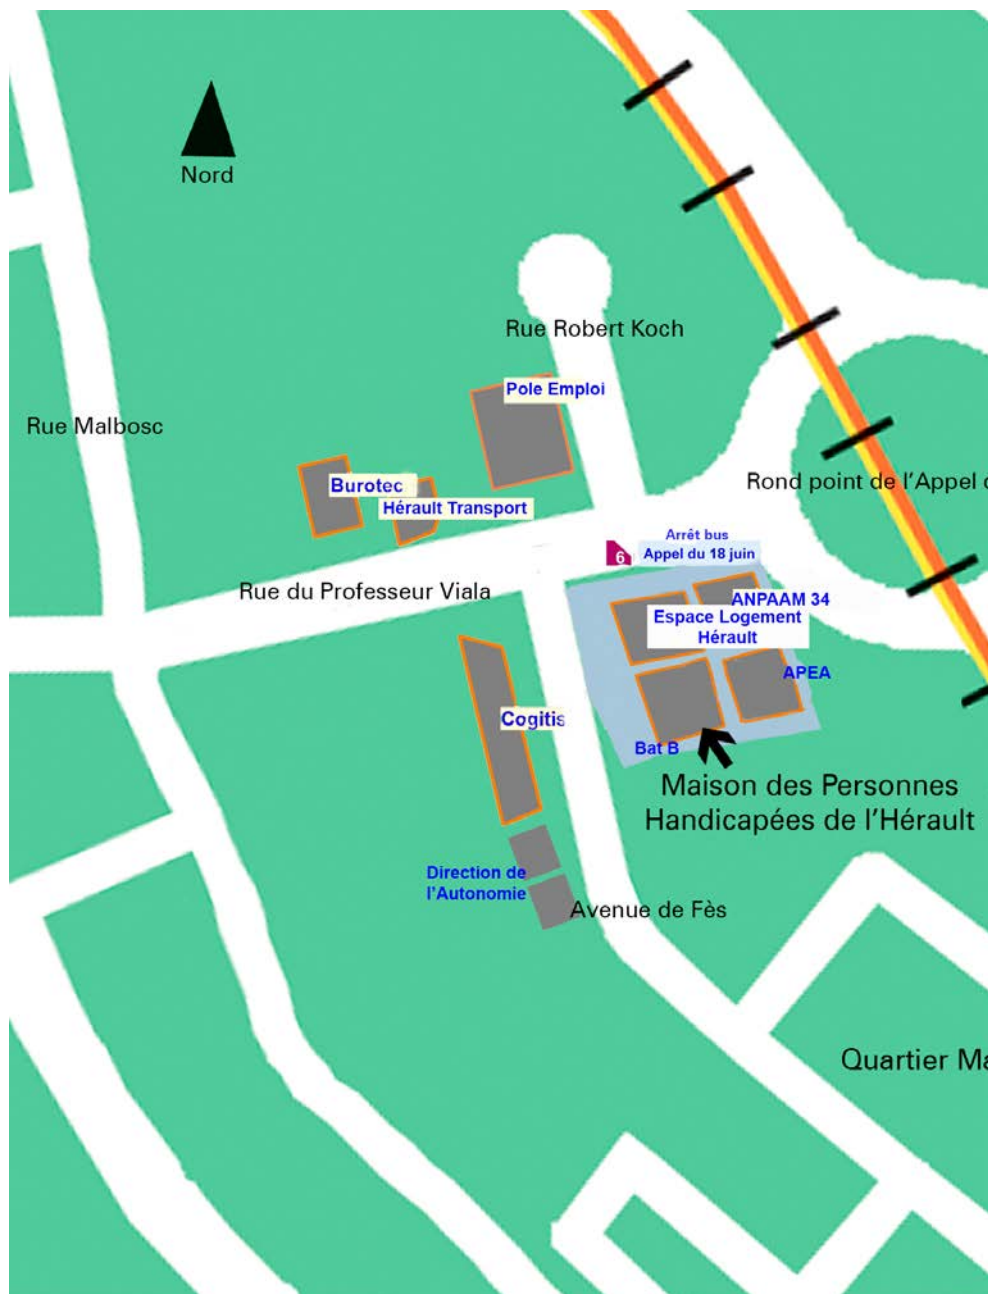 Nord
Rue Robert Koch
Pole Emploi
Rue Malbosc
Burotec
Hérault Transport
Rond point de l'Appel
Arrêt bus
6
Appel du 18 juin
Rue du Professeur Viala
ANPAAM 34
Espace Logement
Hérault
APEA
Cogitis
Bat B
Maison des Personnes
Handicapées de l'Hérault
Direction de
l'Autonomie
Avenue de Fès
Quartier